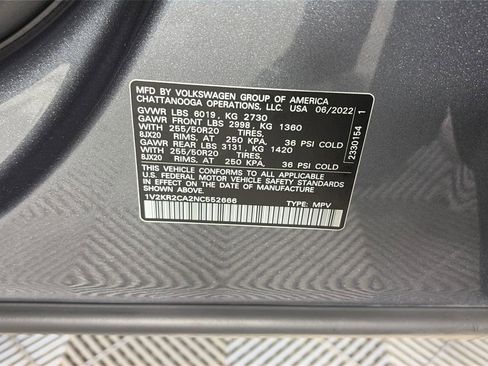 MFD BY VOLKSWAGEN GROUP OF AMERICA
CHATTANOOGA OPERATIONS, LLC. USA 06/2022 1
GVWR LBS 6019, KG 2730
GAWR FRONT LBS 2998, KG 1360
WITH 255/50R20 TIRES,
8JX20 RIMS, AT 250 KPA, 36 PSI COLD
GAWR REAR LBS 3131, KG 1420
WITH 255/50R20 TIRES,
8JX20 RIMS, AT 250 KPA, 36 PSI COLD
THIS VEHICLE CONFORMS TO ALL APPLICABLE
U.S. FEDERAL MOTOR VEHICLE SAFETY STANDARDS
IN EFFECT ON THE DATE OF MANUFACTURE SHOWN
ABOVE.
1V2KR2CA2NC552666 TYPE: MPV
2330154